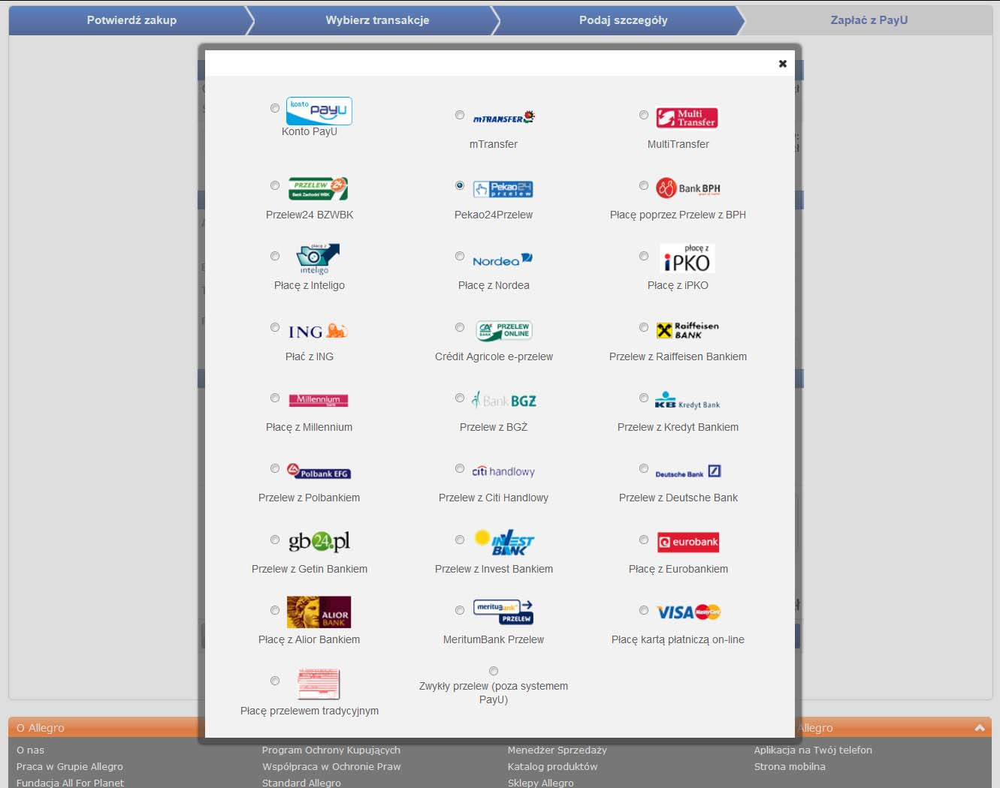 Potwierdź zakup
Wybierz transakcje
Podaj szczegóły
Zapłać z PayU
konto
payU
Konto PayU
mTRANSFER
mTransfer
Multi
Transfer
MultiTransfer
PRZELEW 24
Bank Zachodni WBK
Przelew24 BZWBK
Pekao24
przelew
Pekao24Przelew
Bank BPH
Płacę poprzez Przelew z BPH
płacę z
inteligo
Płacę z Inteligo
Nordea
Płacę z Nordea
płacę z
iPKO
Płacę z iPKO
ING
Płać z ING
CA
BANK
PRZELEW
ONLINE
Crédit Agricole e-przelew
Raiffeisen
BANK
Przelew z Raiffeisen Bankiem
Millennium
bank
Płacę z Millennium
Bank BGŻ
Przelew z BGŻ
KB Kredyt Bank
Przelew z Kredyt Bankiem
Polbank EFG
Przelew z Polbankiem
citi handlowy
Przelew z Citi Handlowy
Deutsche Bank
Przelew z Deutsche Bank
gb24.pl
Przelew z Getin Bankiem
INVEST
BANK
Przelew z Invest Bankiem
eurobank
Płacę z Eurobankiem
ALIOR
BANK
Płacę z Alior Bankiem
meritumBank
PRZELEW
MeritumBank Przelew
VISA MasterCard
Płacę kartą płatniczą on-line
Płacę przelewem tradycyjnym
Zwykły przelew (poza systemem
PayU)
O Allegro
Allegro
O nas
Program Ochrony Kupujących
Menedżer Sprzedaży
Aplikacja na Twój telefon
Praca w Grupie Allegro
Współpraca w Ochronie Praw
Katalog produktów
Strona mobilna
Fundacja All For Planet
Standard Allegro
Sklepy Allegro